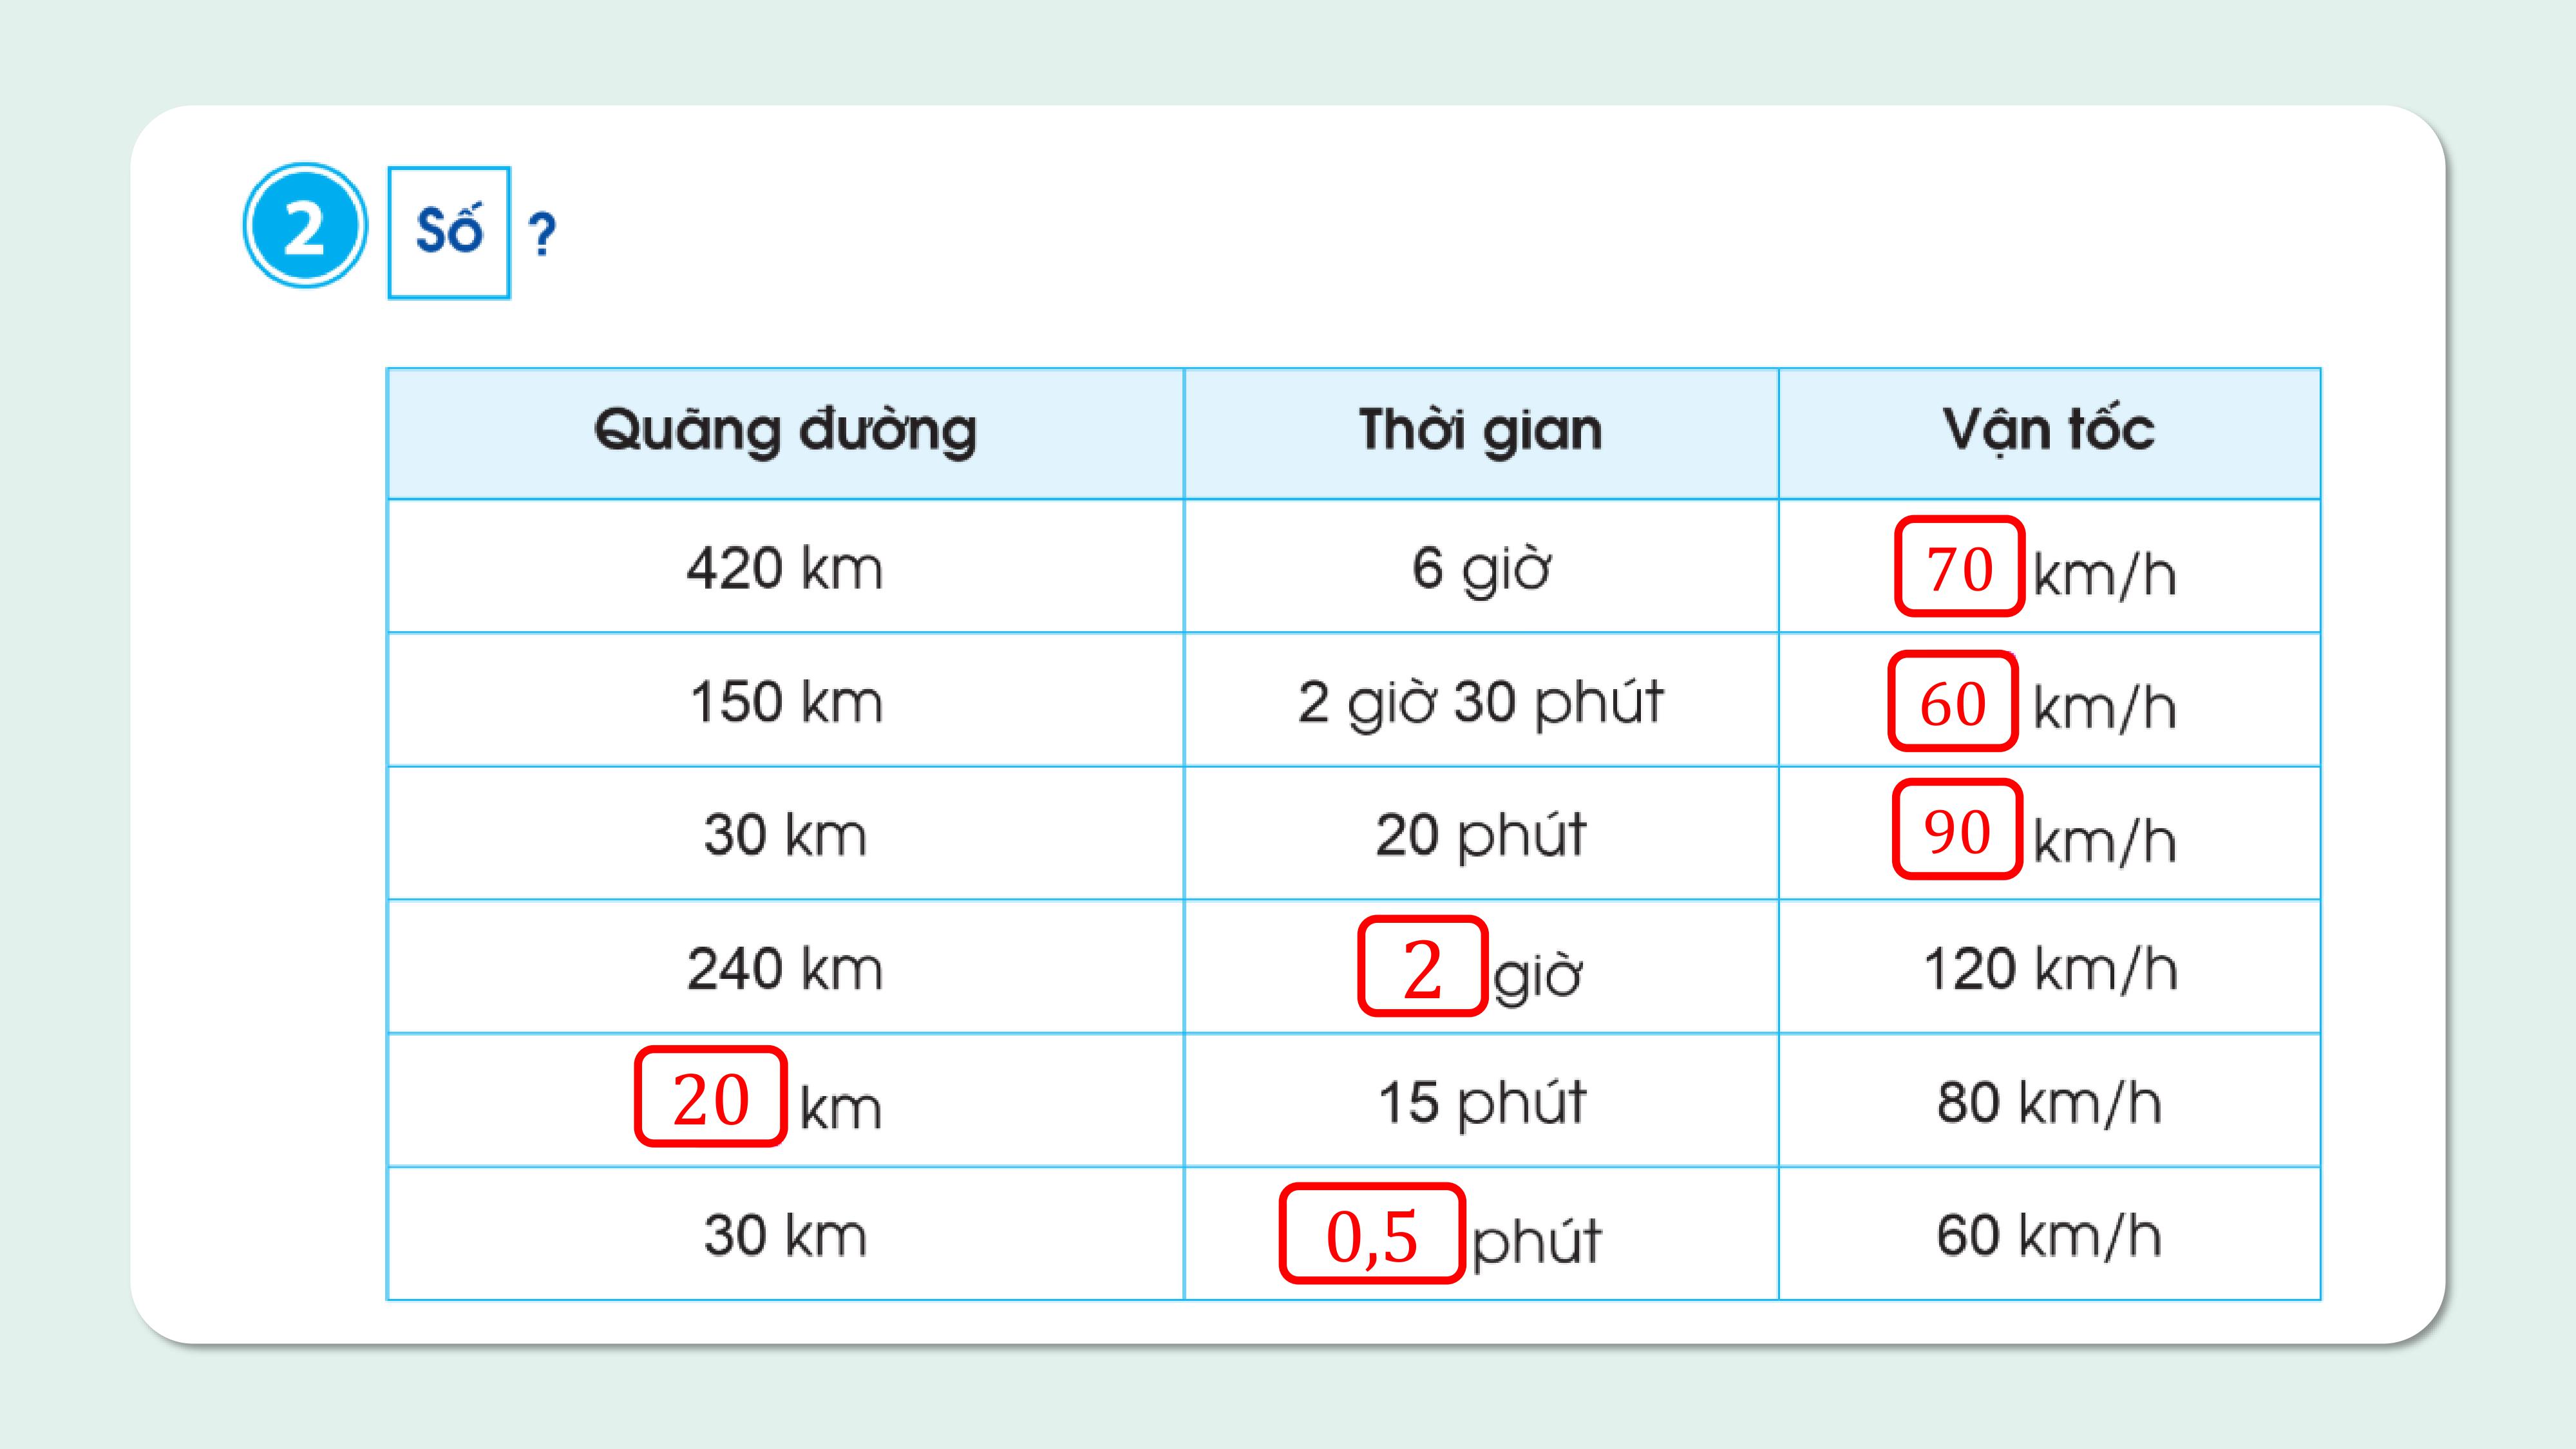 2 Số ?
Quãng đường Thời gian Vận tốc
420 km 6 giờ 70 km/h
150 km 2 giờ 30 phút 60 km/h
30 km 20 phút 90 km/h
240 km 2 giờ 120 km/h
20 km 15 phút 80 km/h
30 km 0,5 phút 60 km/h